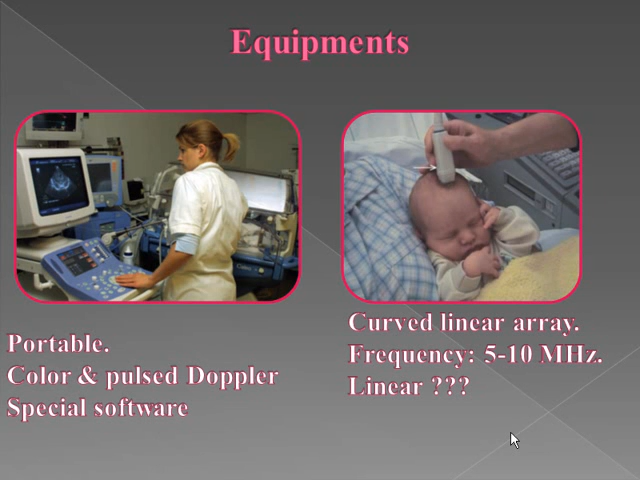 Equipments
Portable.
Color & pulsed Doppler
Special software
Curved linear array.
Frequency: 5-10 MHz.
Linear ???